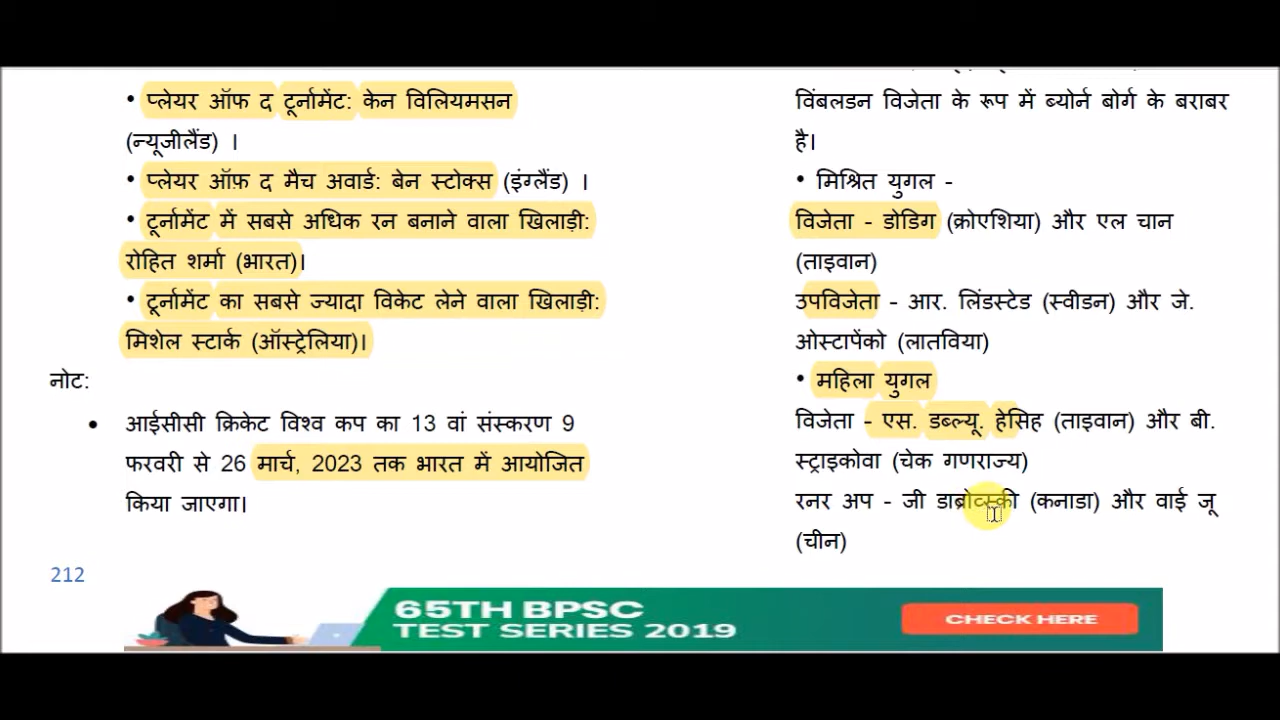 • प्लेयर ऑफ द टूर्नामेंट: केन विलियमसन
(न्यूजीलैंड) ।
• प्लेयर ऑफ़ द मैच अवार्ड: बेन स्टोक्स (इंग्लैंड) ।
• टूर्नामेंट में सबसे अधिक रन बनाने वाला खिलाड़ी:
रोहित शर्मा (भारत)।
• टूर्नामेंट का सबसे ज्यादा विकेट लेने वाला खिलाड़ी:
मिशेल स्टार्क (ऑस्ट्रेलिया)।
नोट:
• आईसीसी क्रिकेट विश्व कप का 13 वां संस्करण 9
फरवरी से 26 मार्च, 2023 तक भारत में आयोजित
किया जाएगा।
212
विंबलडन विजेता के रूप में ब्योर्न बोर्ग के बराबर
है।
• मिश्रित युगल -
विजेता - डोडिग (क्रोएशिया) और एल चान
(ताइवान)
उपविजेता - आर. लिंडस्टेड (स्वीडन) और जे.
ओस्टापेंको (लातविया)
• महिला युगल
विजेता - एस. डब्ल्यू. हेसिह (ताइवान) और बी.
स्ट्राइकोवा (चेक गणराज्य)
रनर अप - जी डाब्रोव्स्की (कनाडा) और वाई जू
(चीन)
65TH BPSC
TEST SERIES 2019
CHECK HERE